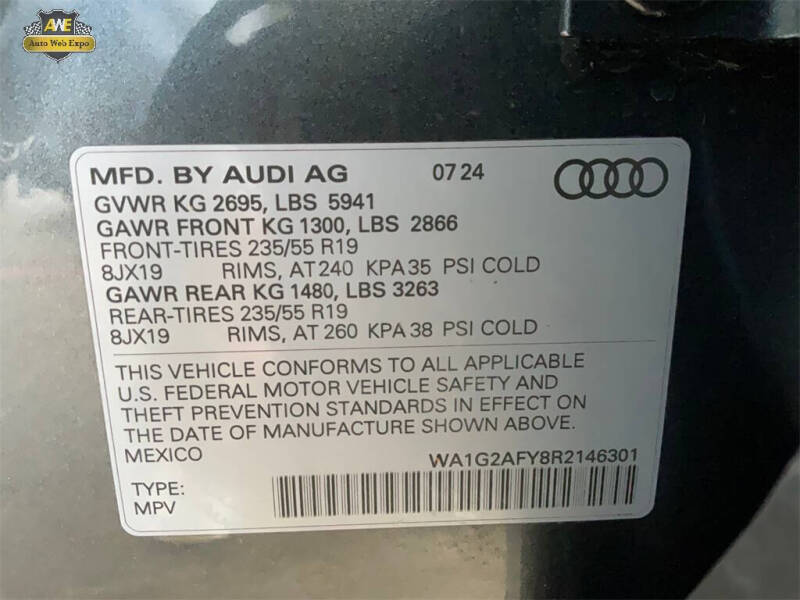 AWE
Auto Web Expo
MFD. BY AUDI AG 07 24
GVWR KG 2695, LBS 5941
GAWR FRONT KG 1300, LBS 2866
FRONT-TIRES 235/55 R19
8JX19 RIMS, AT 240 KPA 35 PSI COLD
GAWR REAR KG 1480, LBS 3263
REAR-TIRES 235/55 R19
8JX19 RIMS, AT 260 KPA 38 PSI COLD
THIS VEHICLE CONFORMS TO ALL APPLICABLE
U.S. FEDERAL MOTOR VEHICLE SAFETY AND
THEFT PREVENTION STANDARDS IN EFFECT ON
THE DATE OF MANUFACTURE SHOWN ABOVE.
MEXICO WA1G2AFY8R2146301
TYPE:
MPV